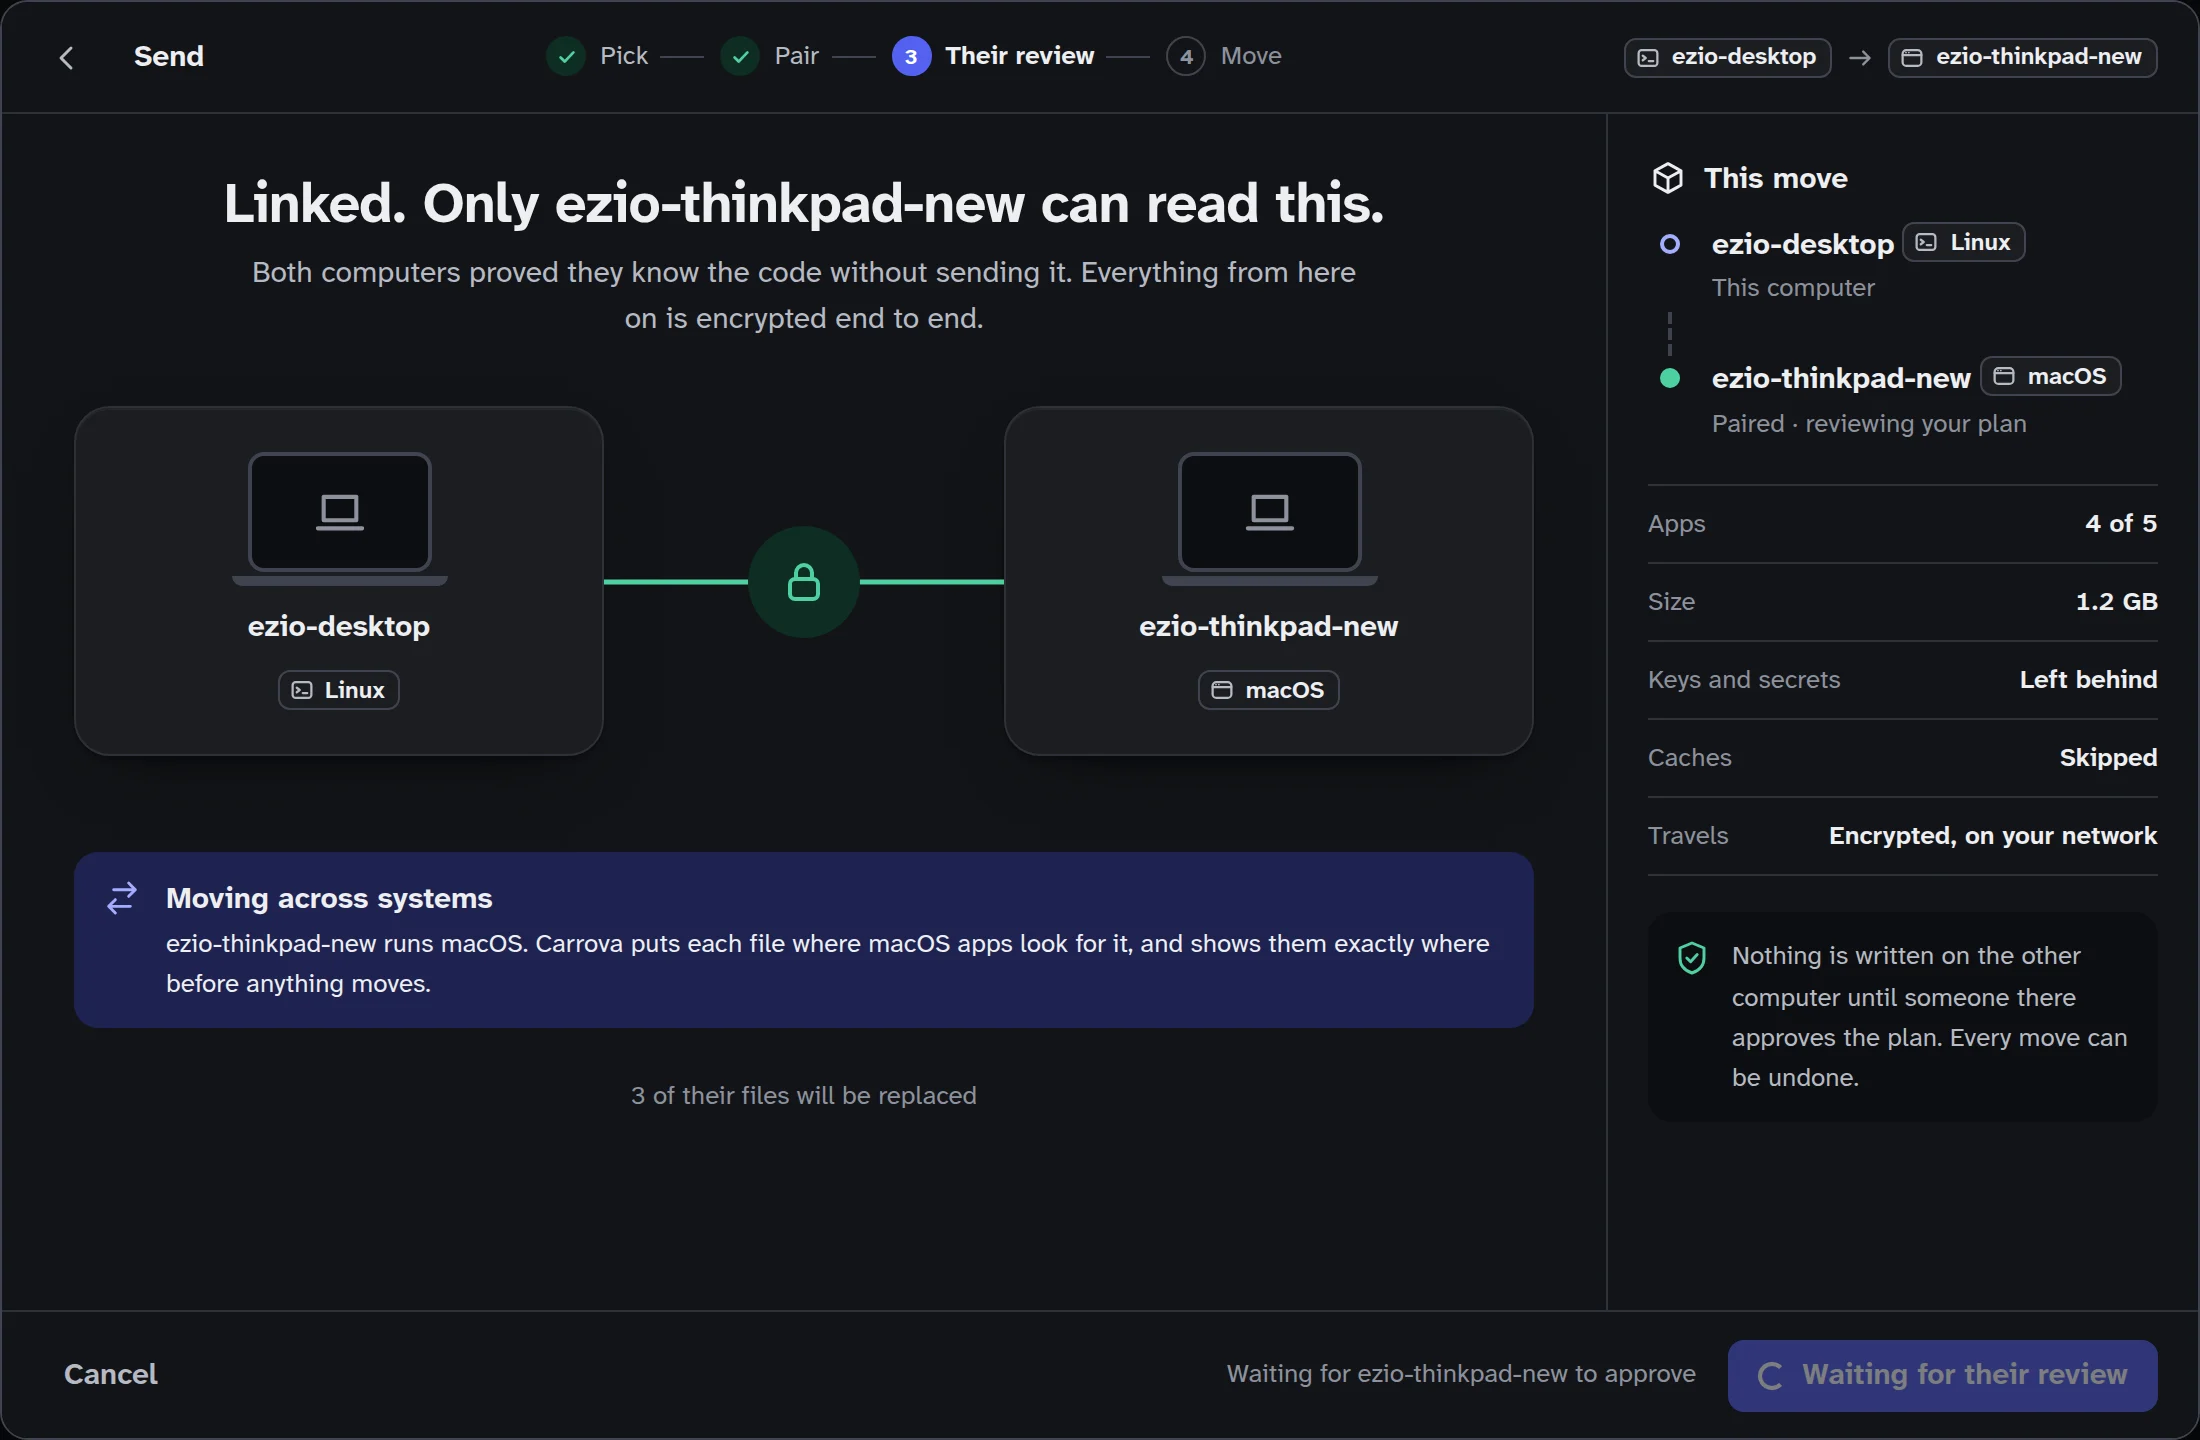 Send
Pick
Pair
3 Their review
4 Move
ezio-desktop → ezio-thinkpad-new
Linked. Only ezio-thinkpad-new can read this.
Both computers proved they know the code without sending it. Everything from here
on is encrypted end to end.
ezio-desktop
Linux
ezio-thinkpad-new
macOS
Moving across systems
ezio-thinkpad-new runs macOS. Carrova puts each file where macOS apps look for it, and shows them exactly where
before anything moves.
3 of their files will be replaced
This move
ezio-desktop Linux
This computer
ezio-thinkpad-new macOS
Paired · reviewing your plan
Apps 4 of 5
Size 1.2 GB
Keys and secrets Left behind
Caches Skipped
Travels Encrypted, on your network
Nothing is written on the other
computer until someone there
approves the plan. Every move can
be undone.
Cancel
Waiting for ezio-thinkpad-new to approve
Waiting for their review